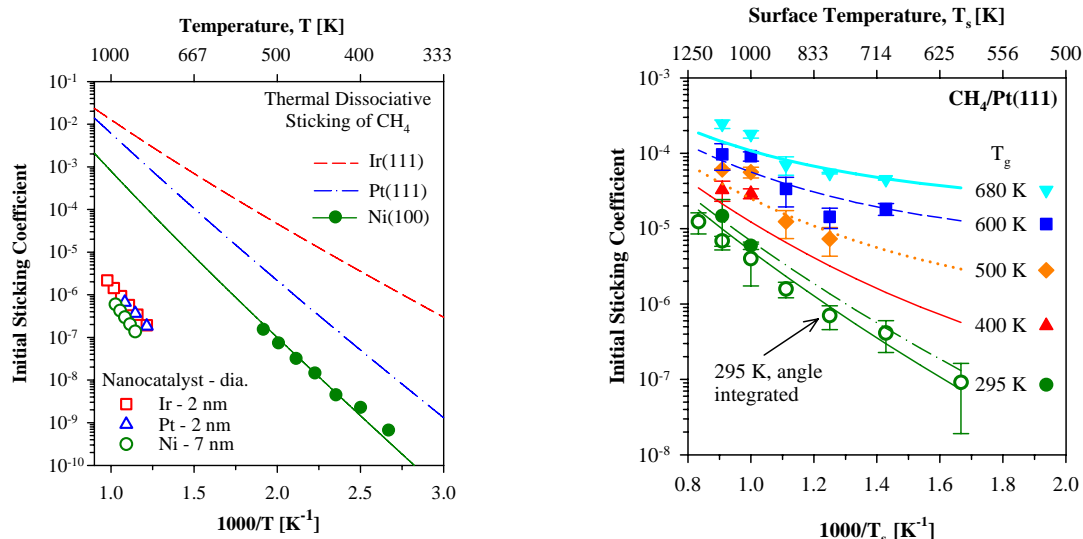 Temperature, T [K]
1000 667 500 400 333
10⁻¹
10⁻²
10⁻³
10⁻⁴
10⁻⁵
10⁻⁶
10⁻⁷
10⁻⁸
10⁻⁹
10⁻¹⁰
Initial Sticking Coefficient
Thermal Dissociative
Sticking of CH₄
Ir(111)
Pt(111)
Ni(100)
Nanocatalyst - dia.
Ir - 2 nm
Pt - 2 nm
Ni - 7 nm
1.0 1.5 2.0 2.5 3.0
1000/T [K⁻¹]
Surface Temperature, Tₛ [K]
1250 1000 833 714 625 556 500
10⁻³
10⁻⁴
10⁻⁵
10⁻⁶
10⁻⁷
10⁻⁸
Initial Sticking Coefficient
CH₄/Pt(111)
T_g
680 K
600 K
500 K
400 K
295 K
295 K, angle
integrated
0.8 1.0 1.2 1.4 1.6 1.8 2.0
1000/Tₛ [K⁻¹]